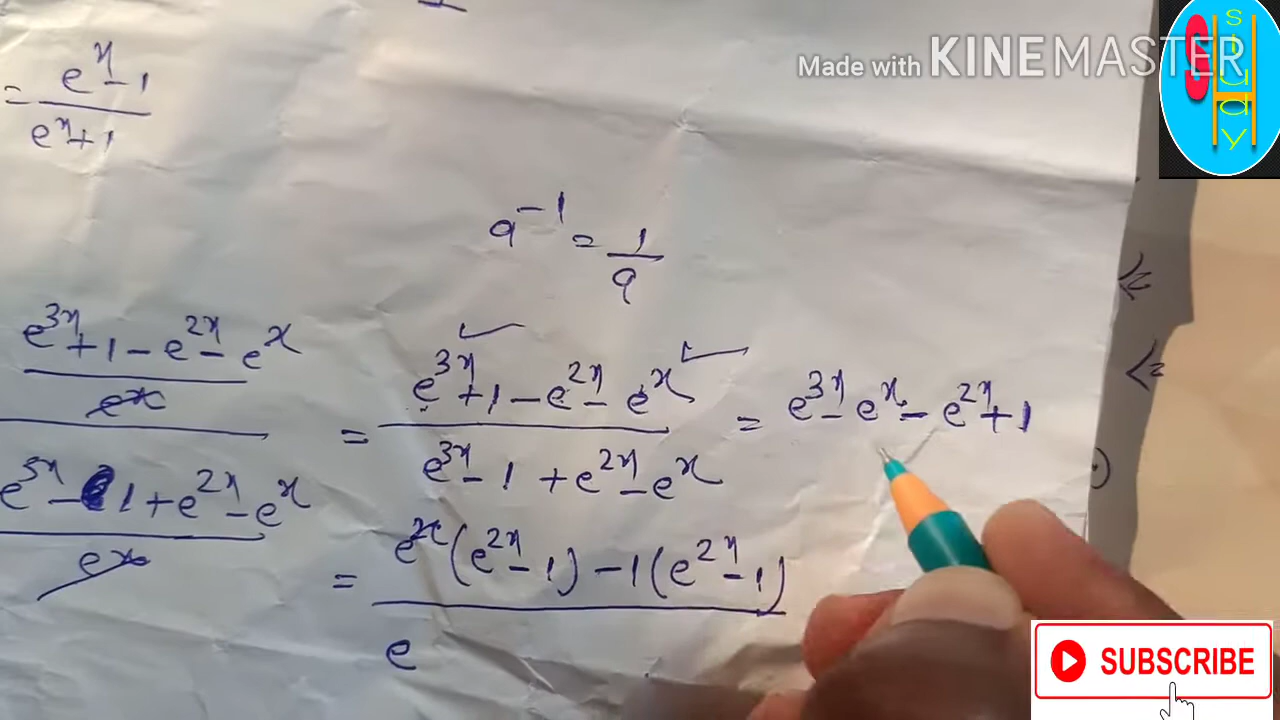 Made with KINEMASTER
STUDY
= e^x - 1 / e^x + 1
a^-1 = 1 / a
e^3x + 1 - e^2x - e^x / e^x
= e^3x + 1 - e^2x - e^x / e^3x - 1 + e^2x - e^x = e^3x - e^x - e^2x + 1
e^3x - 1 + e^2x - e^x / e^x
= e^x (e^2x - 1) - 1 (e^2x - 1) / e
SUBSCRIBE